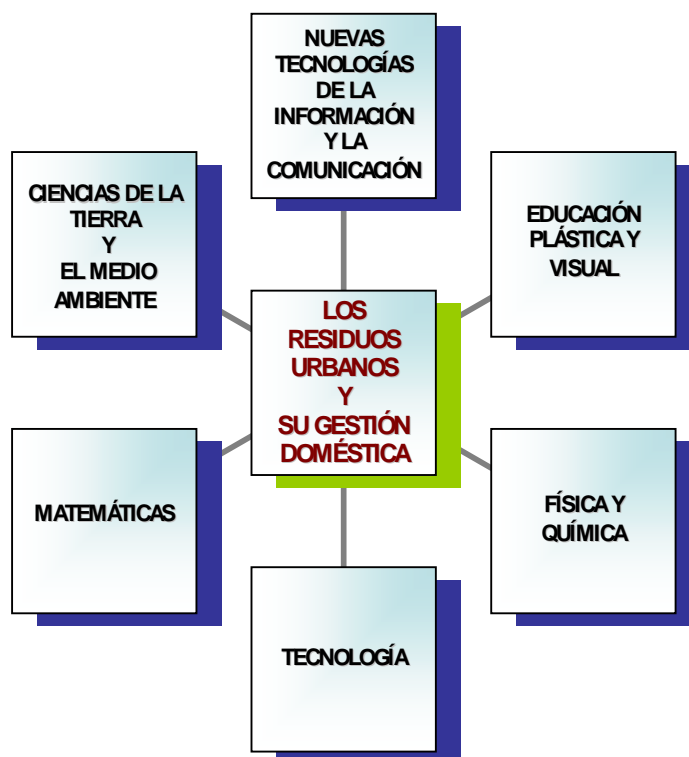 NUEVAS
TECNOLOGÍAS
DE LA
INFORMACIÓN
Y LA
COMUNICACIÓN
CIENCIAS DE LA
TIERRA
Y
EL MEDIO
AMBIENTE
EDUCACIÓN
PLÁSTICA Y
VISUAL
LOS
RESIDUOS
URBANOS
Y
SU GESTIÓN
DOMÉSTICA
MATEMÁTICAS
FÍSICA Y
QUÍMICA
TECNOLOGÍA